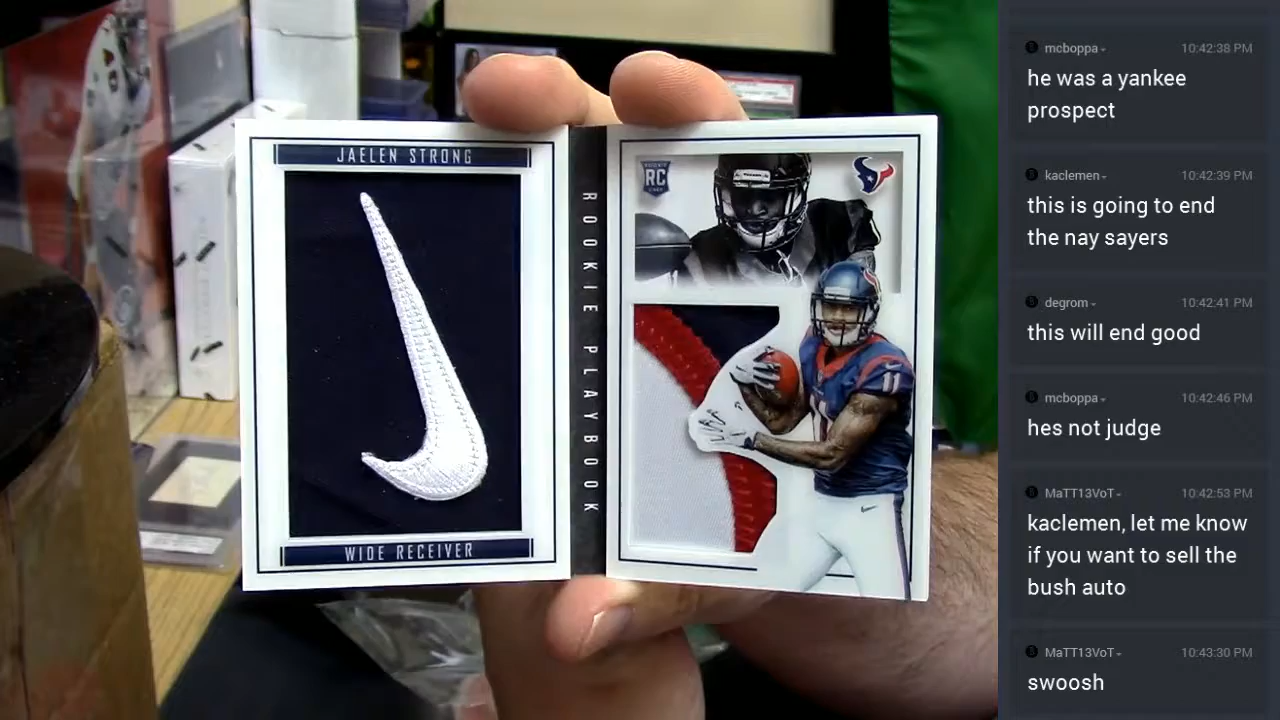 JAELEN STRONG
WIDE RECEIVER
ROOKIE PLAYBOOK
ROOKIE
RC
11
mcboppa
10:42:38 PM
he was a yankee
prospect
kaclemen
10:42:39 PM
this is going to end
the nay sayers
degrom
10:42:41 PM
this will end good
mcboppa
10:42:46 PM
hes not judge
MaTT13VoT
10:42:53 PM
kaclemen, let me know
if you want to sell the
bush auto
MaTT13VoT
10:43:30 PM
swoosh